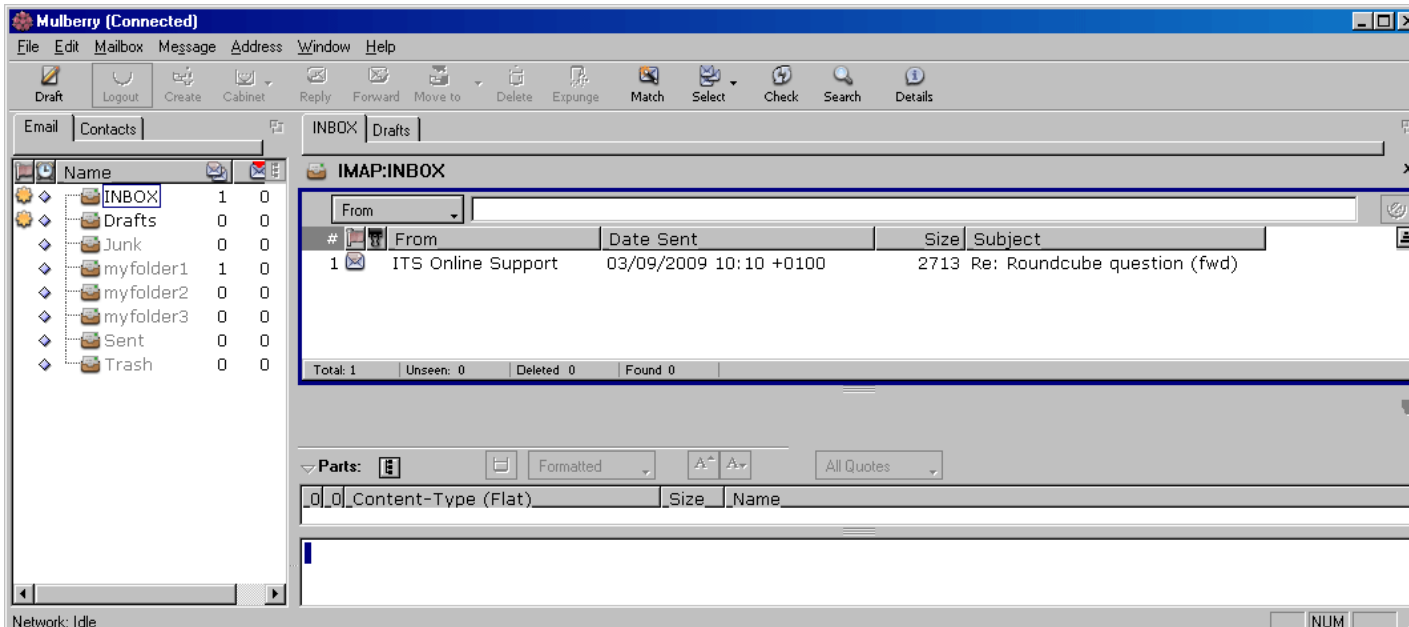 Mulberry (Connected)
File Edit Mailbox Message Address Window Help
Draft Logout Create Cabinet Reply Forward Move to Delete Expunge Match Select Check Search Details
Email Contacts
INBOX Drafts
Name
INBOX 1 0
Drafts 0 0
Junk 0 0
myfolder1 1 0
myfolder2 0 0
myfolder3 0 0
Sent 0 0
Trash 0 0
IMAP:INBOX
From
# From Date Sent Size Subject
1 ITS Online Support 03/09/2009 10:10 +0100 2713 Re: Roundcube question (fwd)
Total: 1 Unseen: 0 Deleted 0 Found 0
Parts: Formatted A A All Quotes
0 0 Content-Type (Flat) Size Name
Network: Idle NUM